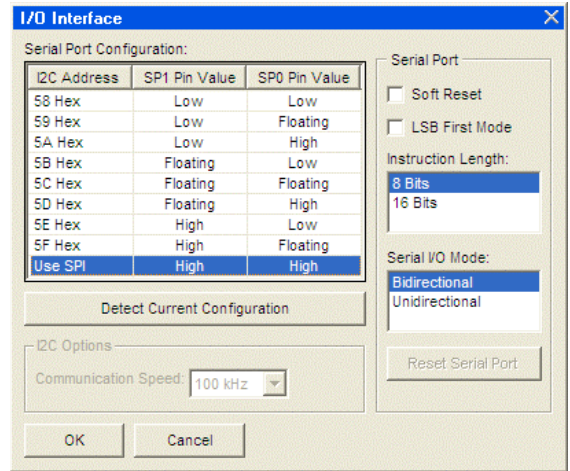 I/O Interface
Serial Port Configuration:
I2C Address SP1 Pin Value SP0 Pin Value
58 Hex Low Low
59 Hex Low Floating
5A Hex Low High
5B Hex Floating Low
5C Hex Floating Floating
5D Hex Floating High
5E Hex High Low
5F Hex High Floating
Use SPI High High
Detect Current Configuration
I2C Options
Communication Speed: 100 kHz
OK Cancel
Serial Port
Soft Reset
LSB First Mode
Instruction Length:
8 Bits
16 Bits
Serial I/O Mode:
Bidirectional
Unidirectional
Reset Serial Port